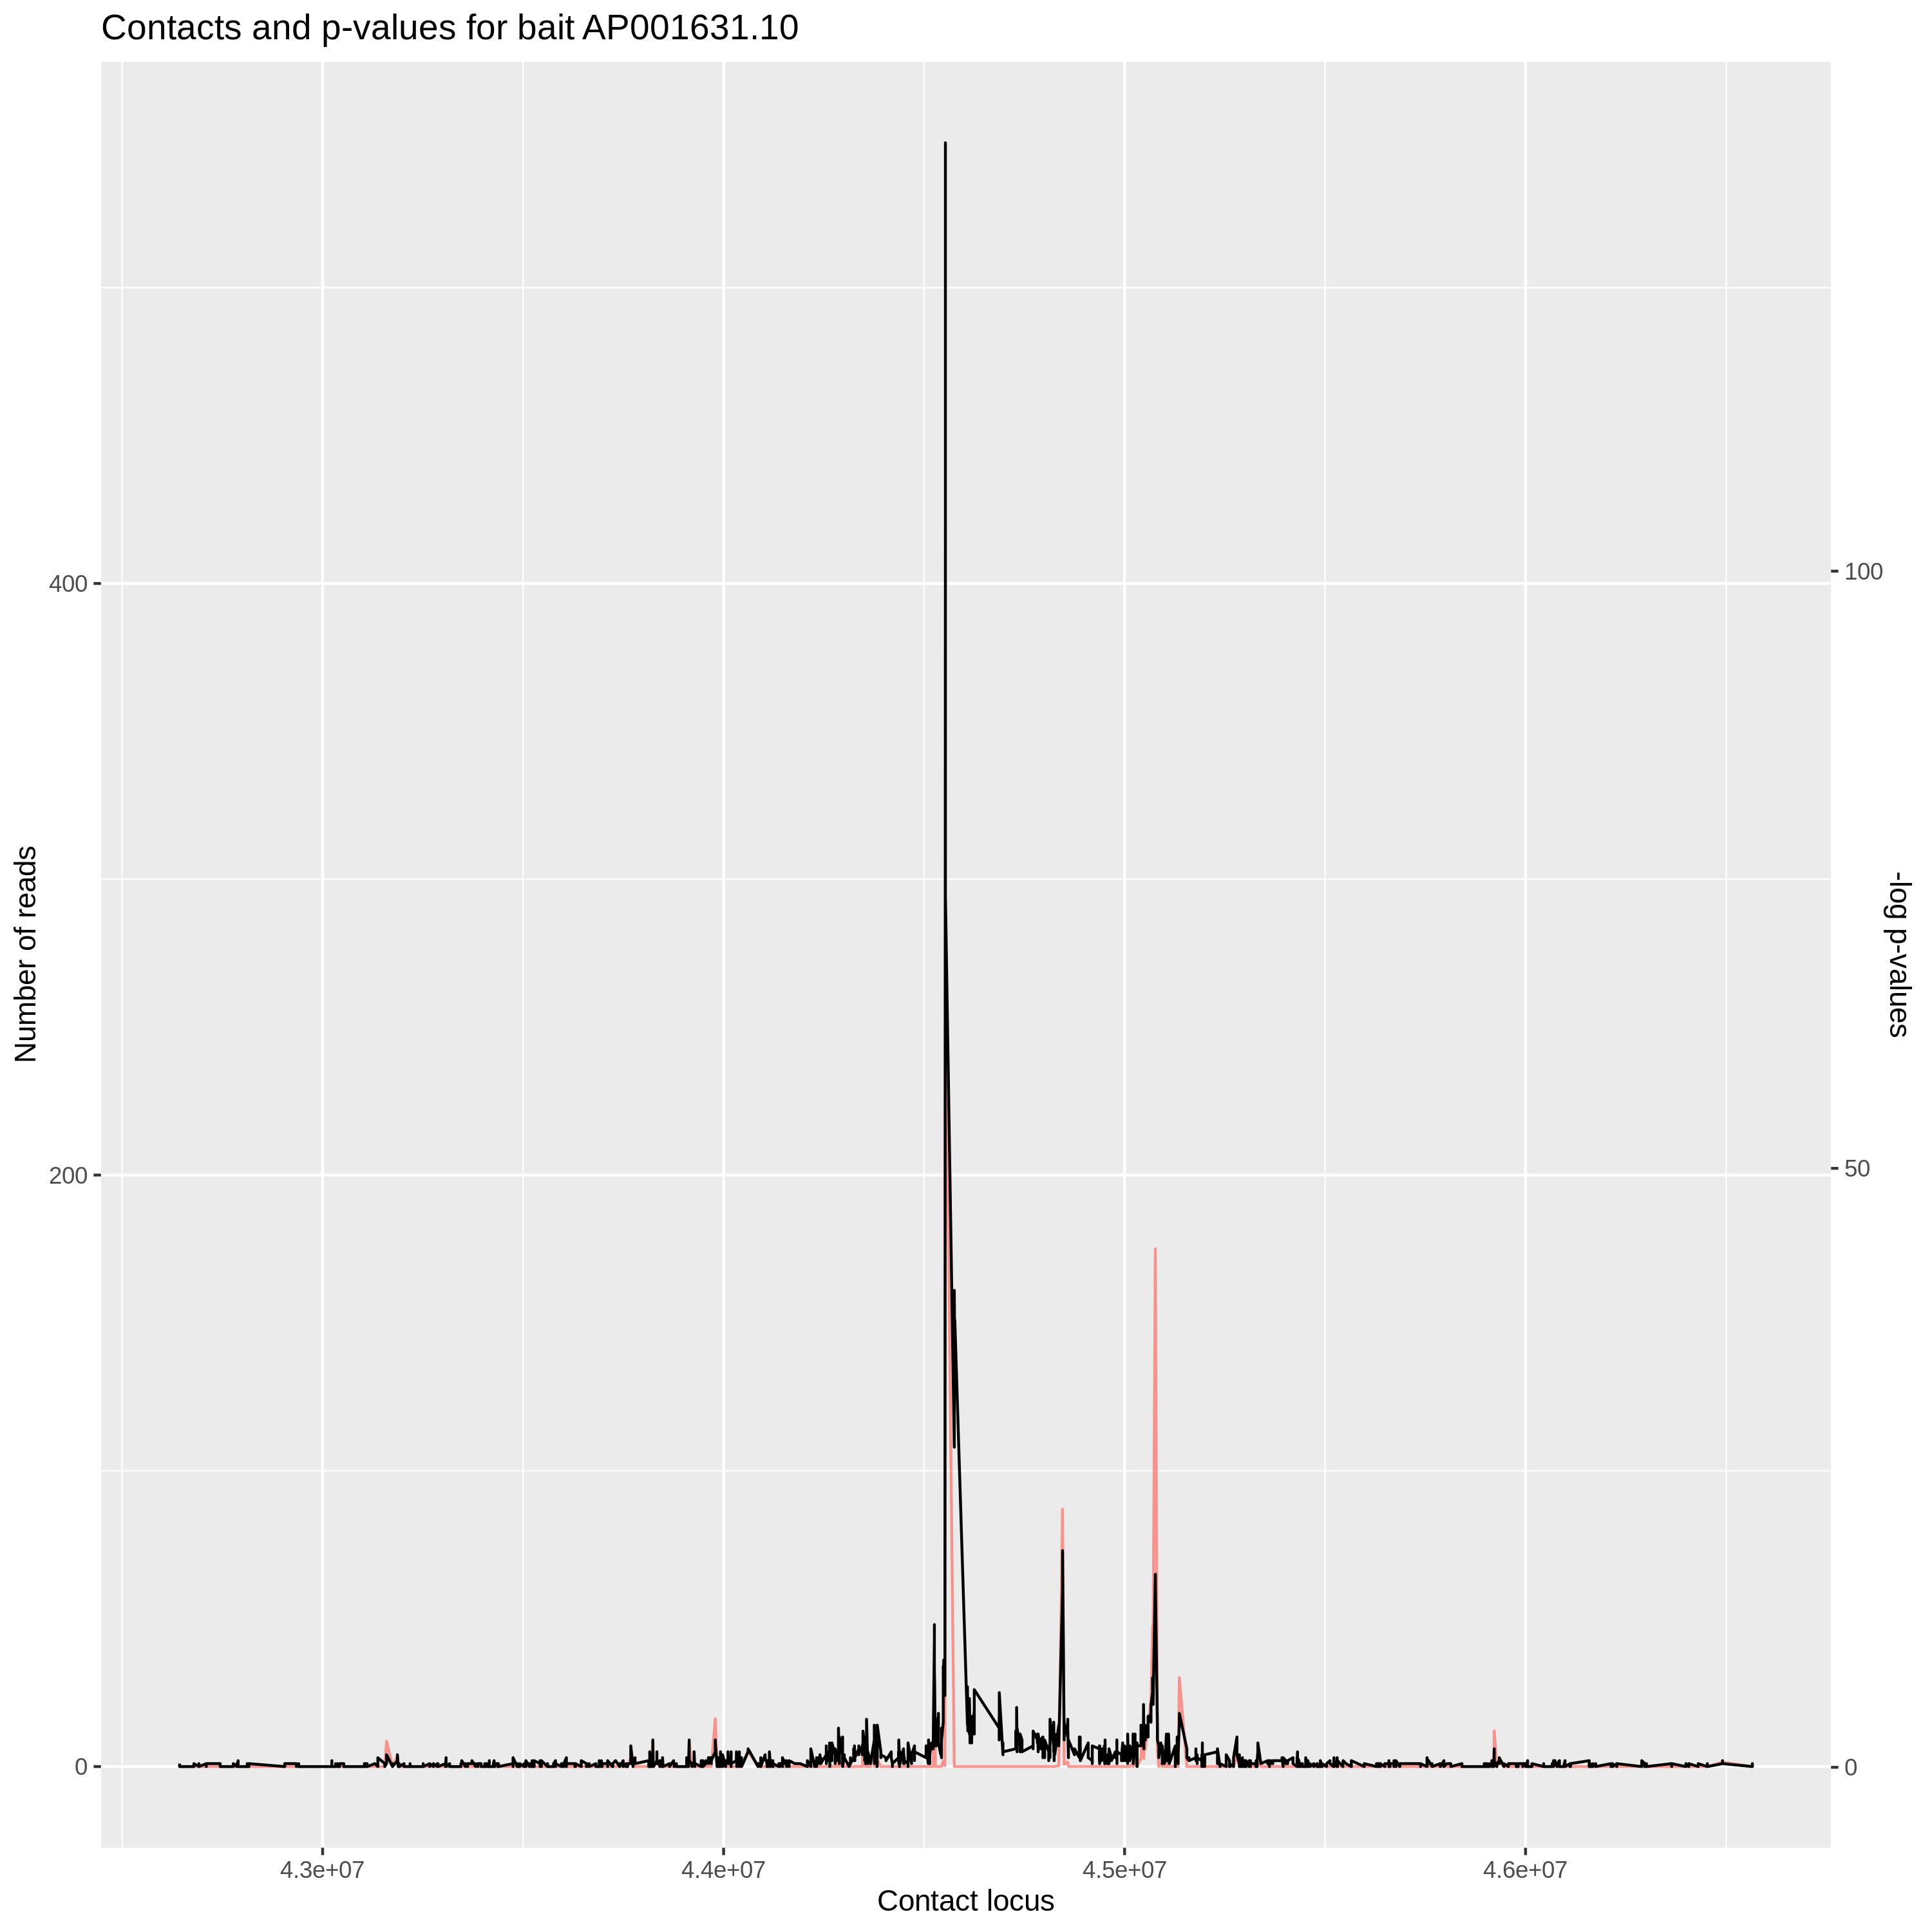 Contacts and p-values for bait AP001631.10
Number of reads
400
200
0
100
50
0
-log p-values
4.3e+07
4.4e+07
4.5e+07
4.6e+07
Contact locus